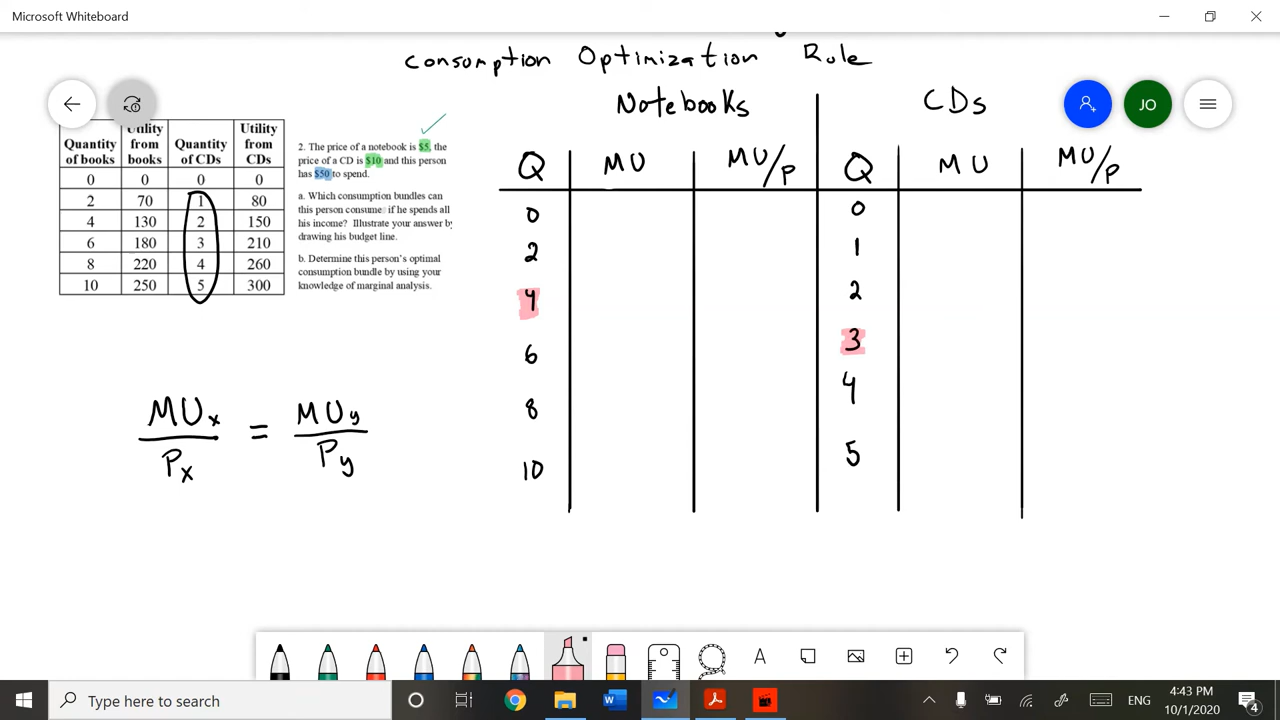 Microsoft Whiteboard
Consumption Optimization Rule
JO
Quantity of books | Utility from books | Quantity of CDs | Utility from CDs
0 | 0 | 0 | 0
2 | 70 | 1 | 80
4 | 130 | 2 | 150
6 | 180 | 3 | 210
8 | 220 | 4 | 260
10 | 250 | 5 | 300
2. The price of a notebook is $5, the
price of a CD is $10 and this person
has $50 to spend.
a. Which consumption bundles can
this person consume if he spends all
his income? Illustrate your answer by
drawing his budget line.
b. Determine this person's optimal
consumption bundle by using your
knowledge of marginal analysis.
MUx/Px = MUy/Py
Notebooks | CDs
Q | MU | MU/P | Q | MU | MU/P
0 | 0
2 | 1
4 | 2
6 | 3
8 | 4
10 | 5
A
Type here to search
ENG
4:43 PM
10/1/2020
4